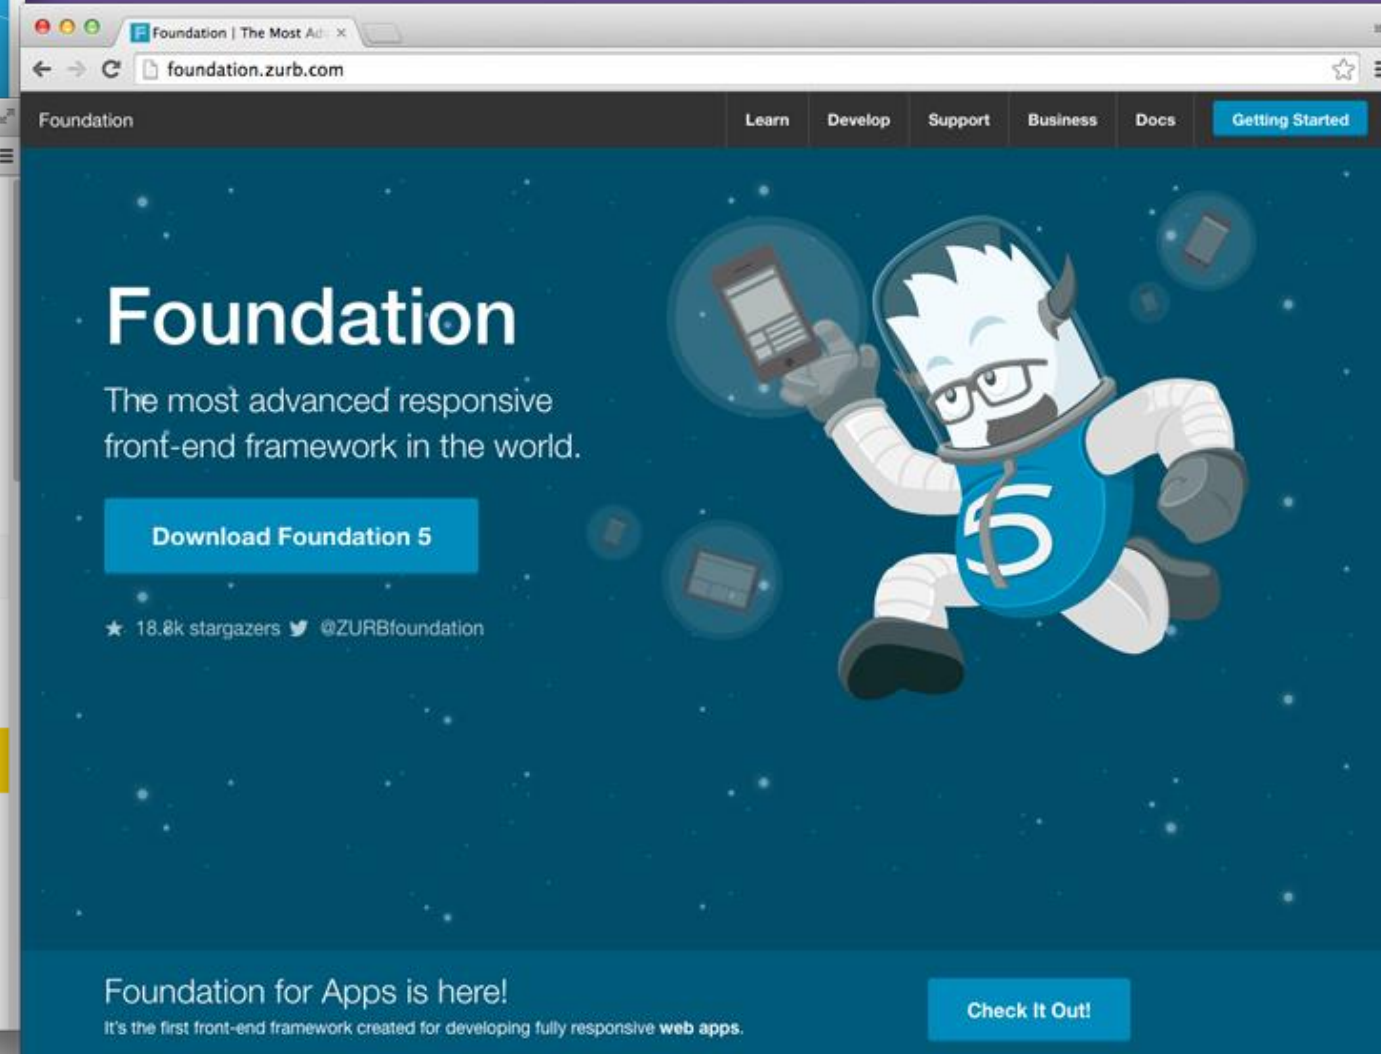 Foundation | The Most Ad
foundation.zurb.com
Foundation
Learn
Develop
Support
Business
Docs
Getting Started
Foundation
The most advanced responsive
front-end framework in the world.
Download Foundation 5
18.8k stargazers @ZURBfoundation
5
Foundation for Apps is here!
It's the first front-end framework created for developing fully responsive web apps.
Check It Out!